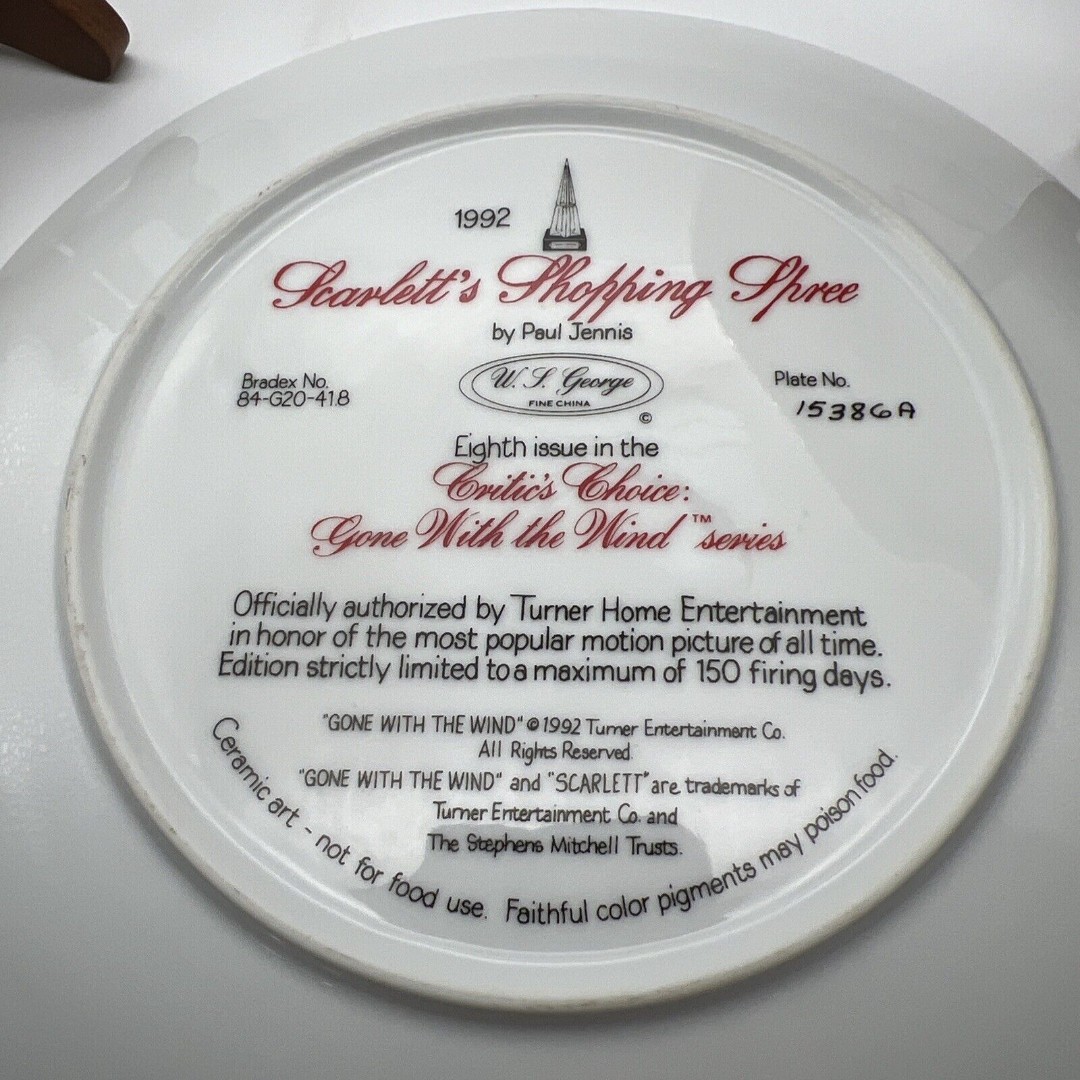 1992
Scarlett's Shopping Spree
by Paul Jennis
Bradex No.
84-G20-41.8
W. S. George
FINE CHINA
©
Plate No.
15386A
Eighth issue in the
Critic's Choice:
Gone With the Wind™ series
Officially authorized by Turner Home Entertainment
in honor of the most popular motion picture of all time.
Edition strictly limited to a maximum of 150 firing days.
"GONE WITH THE WIND" © 1992 Turner Entertainment Co.
All Rights Reserved.
"GONE WITH THE WIND" and "SCARLETT" are trademarks of
Turner Entertainment Co. and
The Stephens Mitchell Trusts.
Ceramic art - not for food use. Faithful color pigments may poison food.